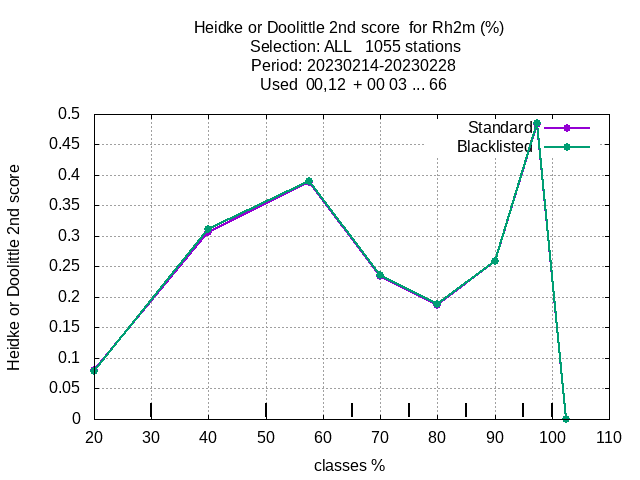 Heidke or Doolittle 2nd score  for Rh2m (%)
Selection: ALL   1055 stations
Period: 20230214-20230228
Used  00,12  + 00 03 ... 66
Heidke or Doolittle 2nd score
0.5
0.45
0.4
0.35
0.3
0.25
0.2
0.15
0.1
0.05
0
Standard
Blacklisted
20 30 40 50 60 70 80 90 100 110
classes %